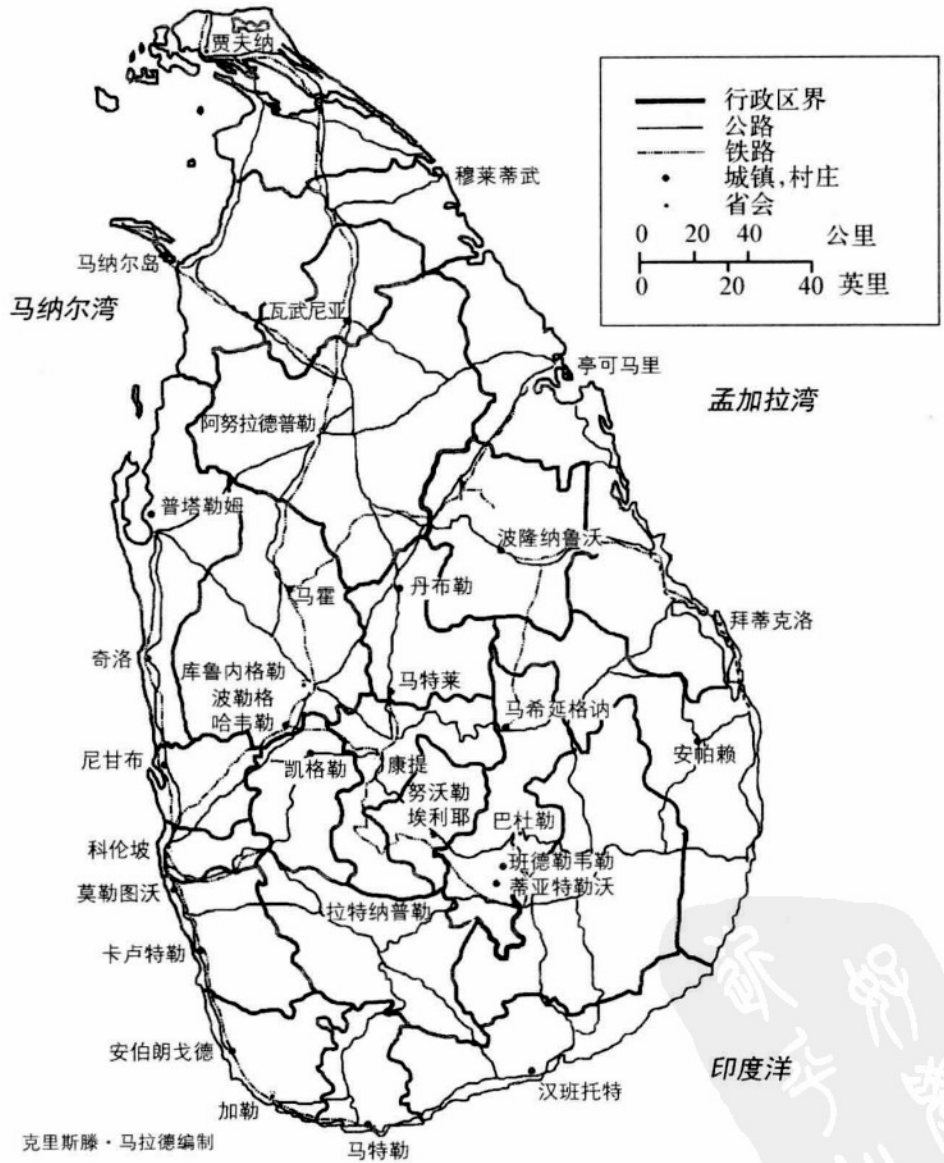 贾夫纳
行政区界
公路
铁路
城镇,村庄
省会
0 20 40 公里
0 20 40 英里
穆莱蒂武
马纳尔岛
马纳尔湾
瓦武尼亚
亭可马里
孟加拉湾
阿努拉德普勒
普塔勒姆
波隆纳鲁沃
马霍
丹布勒
拜蒂克洛
奇洛
库鲁内格勒
波勒格
哈韦勒
马特莱
马希延格讷
尼甘布
凯格勒
康提
安帕赖
努沃勒
埃利耶
巴杜勒
科伦坡
班德勒韦勒
蒂亚特勒沃
莫勒图沃
拉特纳普勒
卡卢特勒
安伯朗戈德
印度洋
汉班托特
加勒
马特勒
克里斯滕·马拉德编制